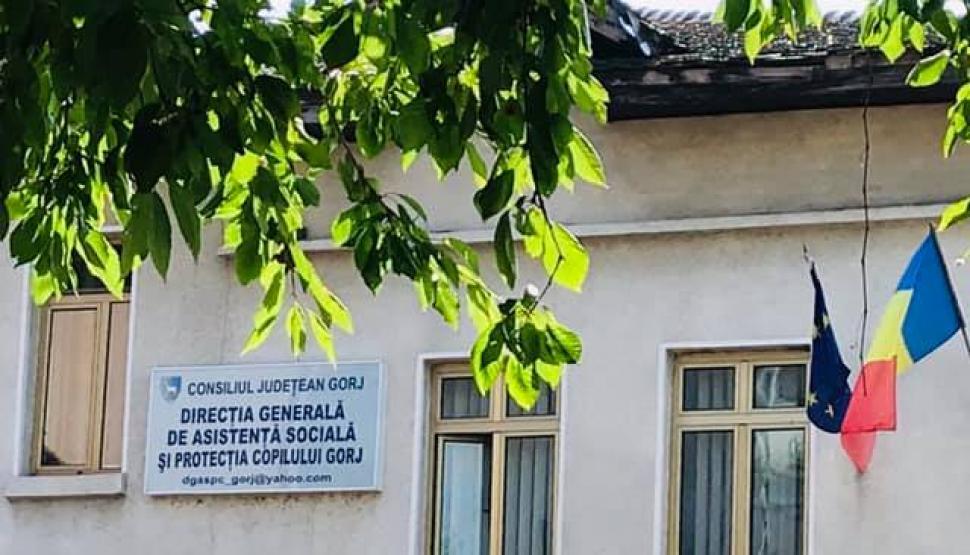 CONSILIUL JUDEȚEAN GORJ
DIRECȚIA GENERALĂ
DE ASISTENȚĂ SOCIALĂ
ȘI PROTECȚIA COPILULUI GORJ
dgaspc_gorj@yahoo.com